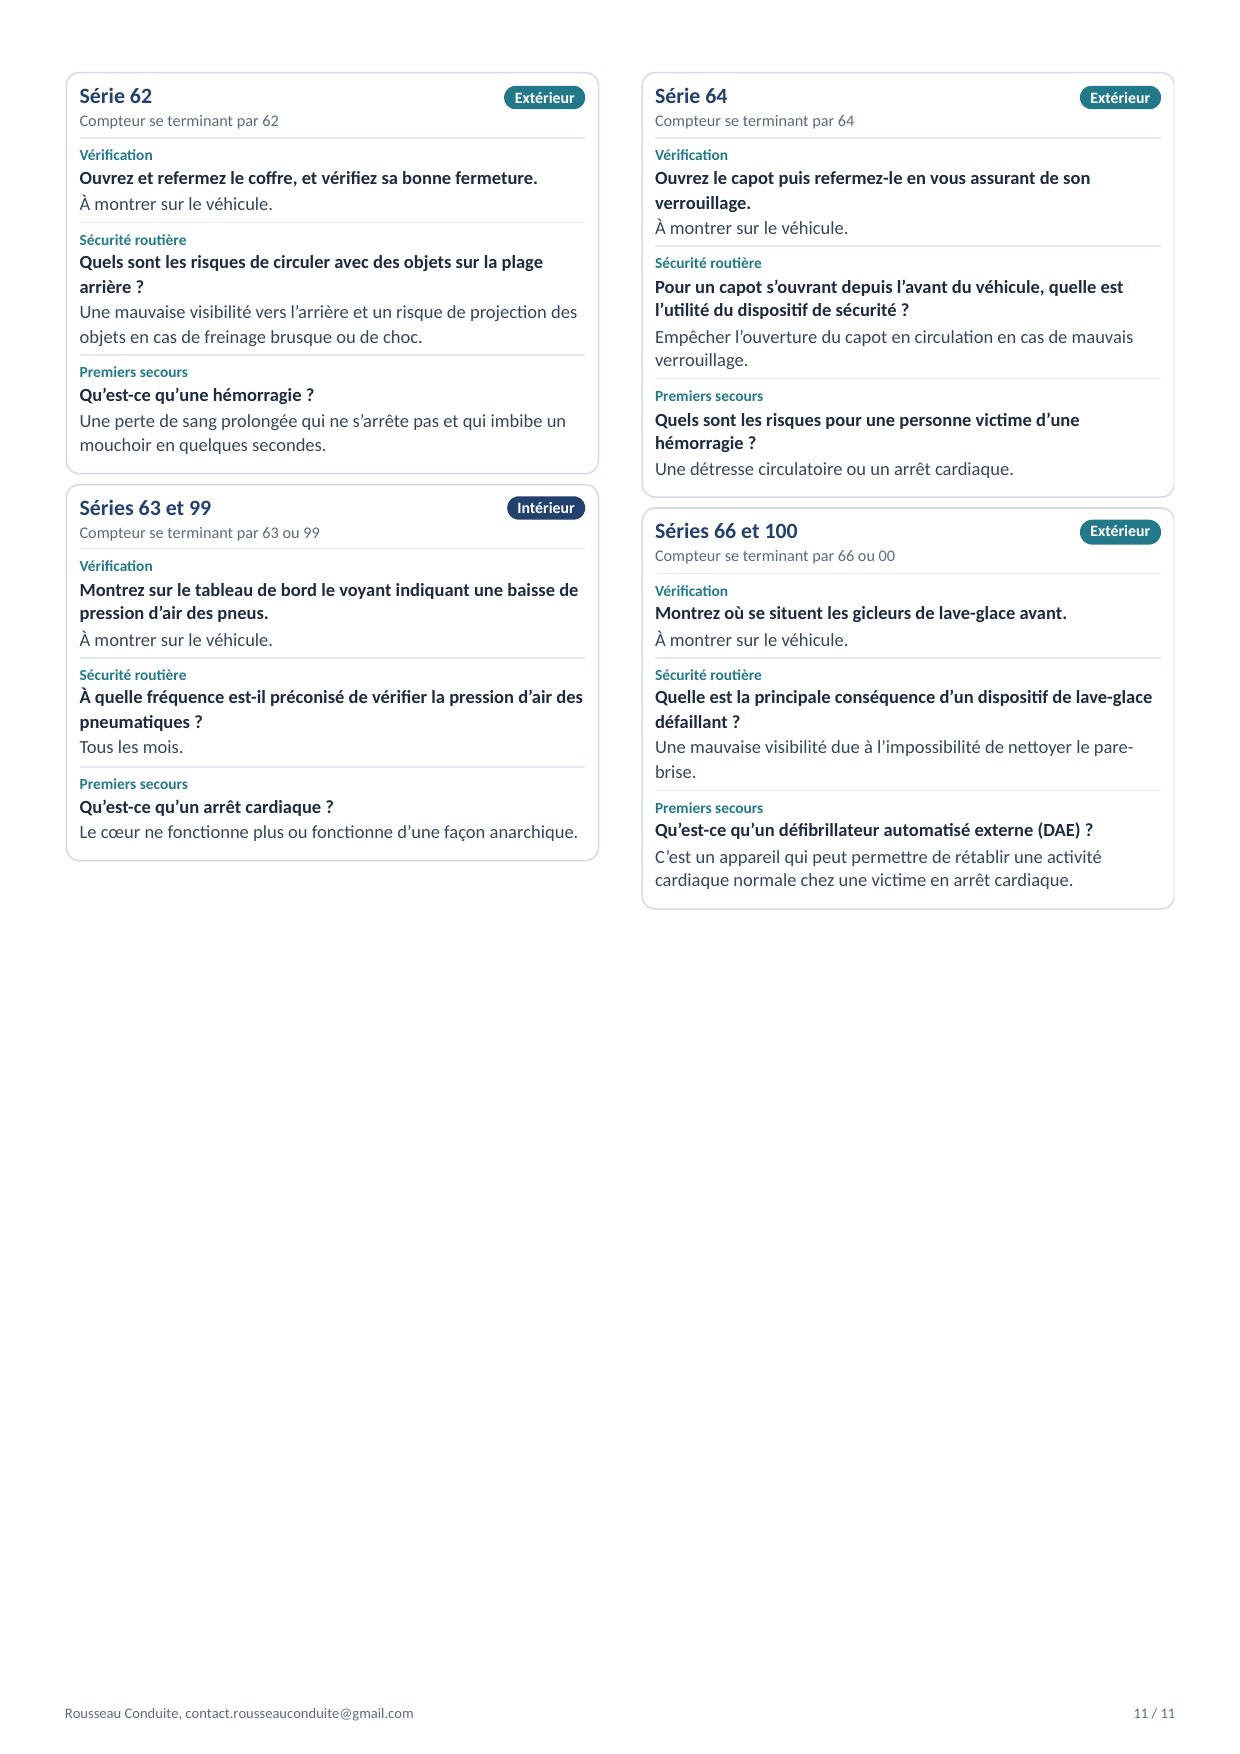 Série 62
Extérieur
Compteur se terminant par 62
Vérification
Ouvrez et refermez le coffre, et vérifiez sa bonne fermeture.
À montrer sur le véhicule.
Sécurité routière
Quels sont les risques de circuler avec des objets sur la plage
arrière ?
Une mauvaise visibilité vers l’arrière et un risque de projection des
objets en cas de freinage brusque ou de choc.
Premiers secours
Qu’est-ce qu’une hémorragie ?
Une perte de sang prolongée qui ne s’arrête pas et qui imbibe un
mouchoir en quelques secondes.
Séries 63 et 99
Intérieur
Compteur se terminant par 63 ou 99
Vérification
Montrez sur le tableau de bord le voyant indiquant une baisse de
pression d’air des pneus.
À montrer sur le véhicule.
Sécurité routière
À quelle fréquence est-il préconisé de vérifier la pression d’air des
pneumatiques ?
Tous les mois.
Premiers secours
Qu’est-ce qu’un arrêt cardiaque ?
Le cœur ne fonctionne plus ou fonctionne d’une façon anarchique.
Série 64
Extérieur
Compteur se terminant par 64
Vérification
Ouvrez le capot puis refermez-le en vous assurant de son
verrouillage.
À montrer sur le véhicule.
Sécurité routière
Pour un capot s’ouvrant depuis l’avant du véhicule, quelle est
l’utilité du dispositif de sécurité ?
Empêcher l’ouverture du capot en circulation en cas de mauvais
verrouillage.
Premiers secours
Quels sont les risques pour une personne victime d’une
hémorragie ?
Une détresse circulatoire ou un arrêt cardiaque.
Séries 66 et 100
Extérieur
Compteur se terminant par 66 ou 00
Vérification
Montrez où se situent les gicleurs de lave-glace avant.
À montrer sur le véhicule.
Sécurité routière
Quelle est la principale conséquence d’un dispositif de lave-glace
défaillant ?
Une mauvaise visibilité due à l’impossibilité de nettoyer le pare-
brise.
Premiers secours
Qu’est-ce qu’un défibrillateur automatisé externe (DAE) ?
C’est un appareil qui peut permettre de rétablir une activité
cardiaque normale chez une victime en arrêt cardiaque.
Rousseau Conduite, contact.rousseauconduite@gmail.com
11 / 11